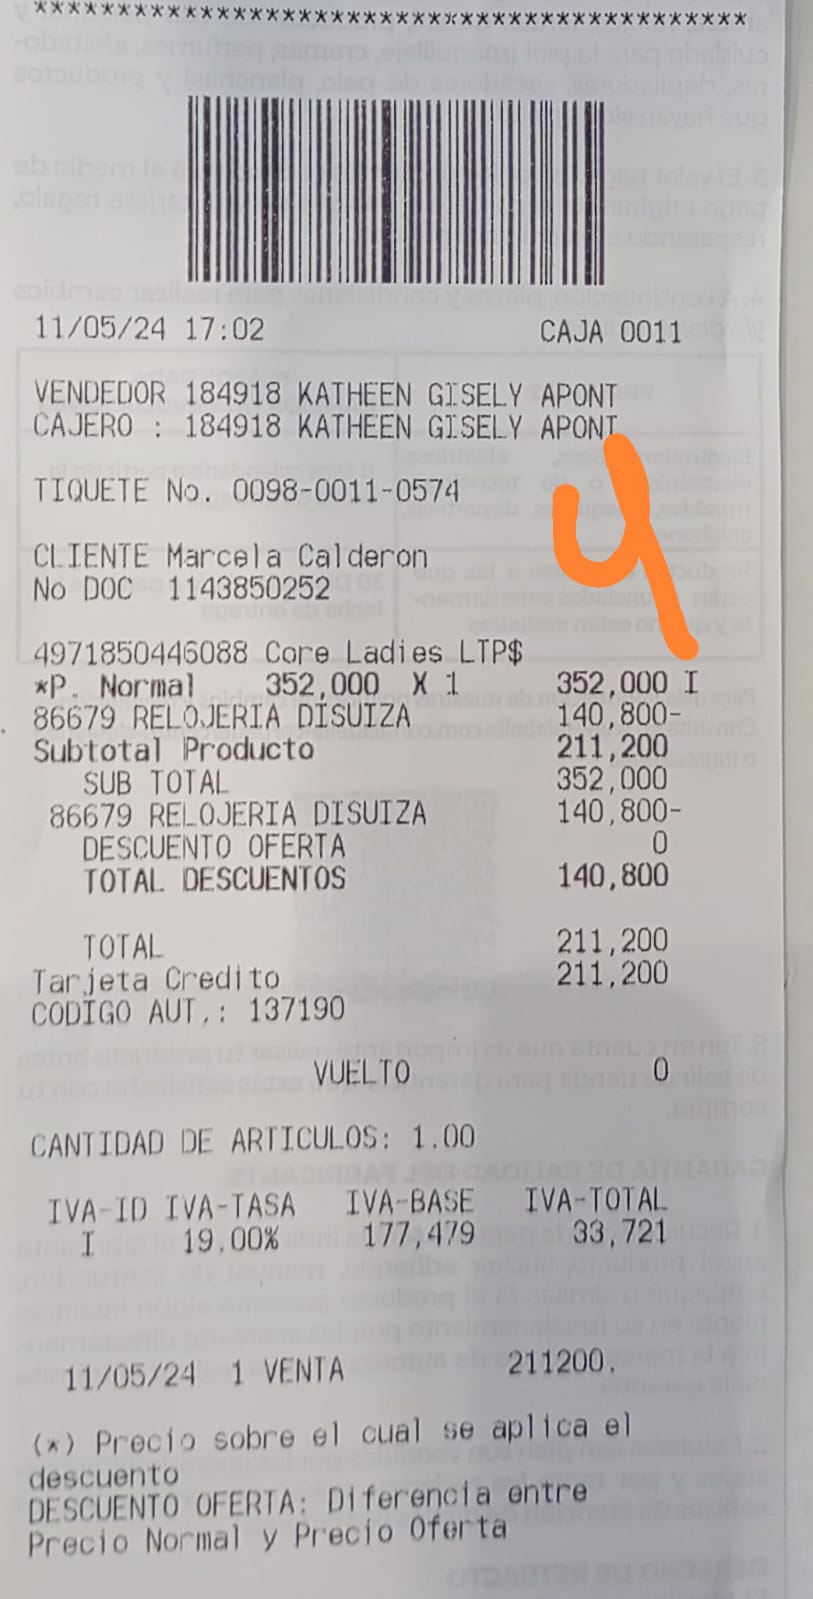 ********************************************
11/05/24 17:02 CAJA 0011
VENDEDOR 184918 KATHEEN GISELY APONT
CAJERO : 184918 KATHEEN GISELY APONT
TIQUETE No. 0098-0011-0574
CLIENTE Marcela Calderon
No DOC 1143850252
4971850446088 Core Ladies LTP$
*P. Normal 352,000 X 1 352,000 I
86679 RELOJERIA DISUIZA 140,800-
Subtotal Producto 211,200
SUB TOTAL 352,000
86679 RELOJERIA DISUIZA 140,800-
DESCUENTO OFERTA 0
TOTAL DESCUENTOS 140,800
TOTAL 211,200
Tarjeta Credito 211,200
CODIGO AUT.: 137190
VUELTO 0
CANTIDAD DE ARTICULOS: 1.00
IVA-ID IVA-TASA IVA-BASE IVA-TOTAL
I 19.00% 177,479 33,721
11/05/24 1 VENTA 211200.
(*) Precio sobre el cual se aplica el
descuento
DESCUENTO OFERTA: Diferencia entre
Precio Normal y Precio Oferta